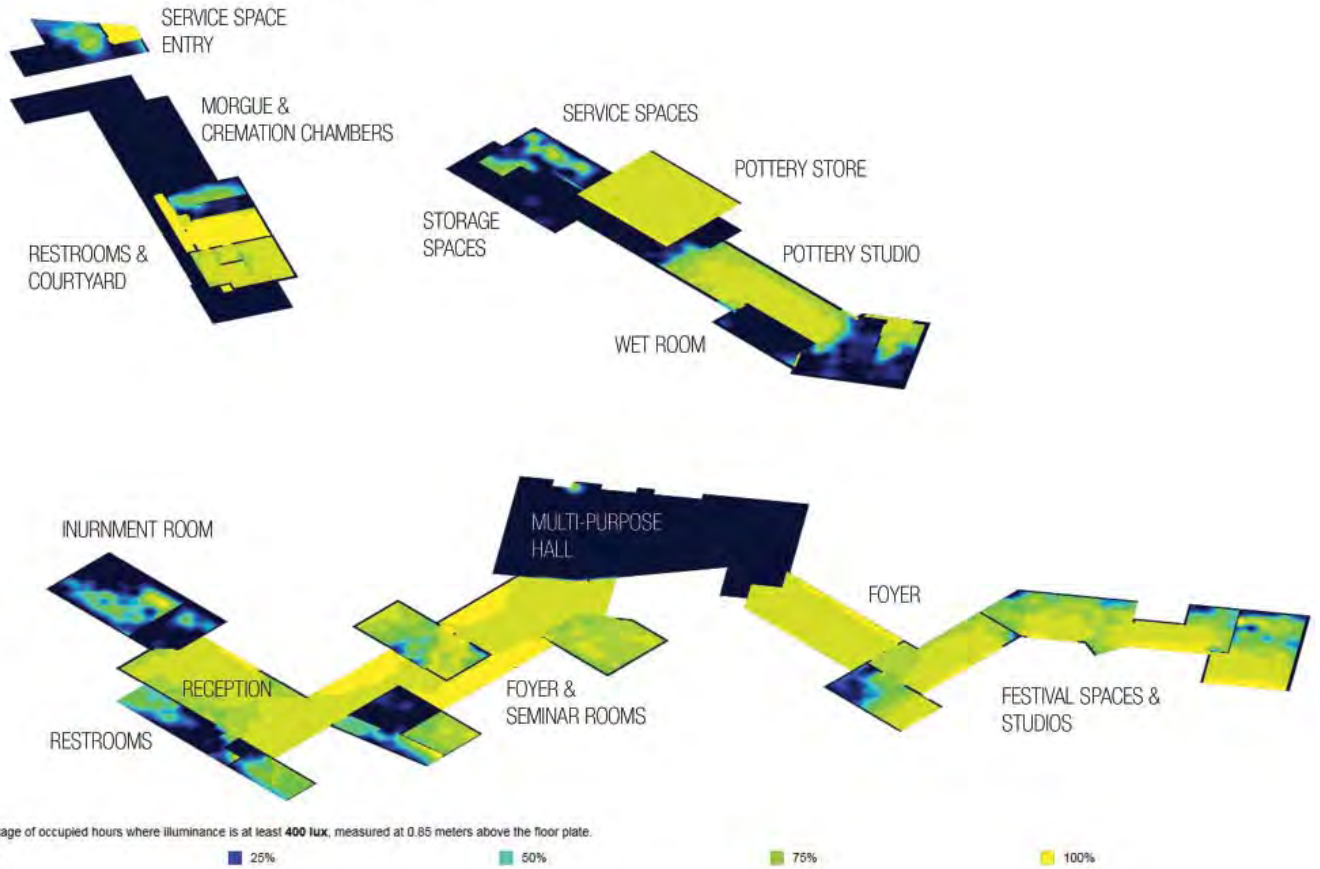 SERVICE SPACE
ENTRY
MORGUE &
CREMATION CHAMBERS
RESTROOMS &
COURTYARD
SERVICE SPACES
POTTERY STORE
STORAGE
SPACES
POTTERY STUDIO
WET ROOM
INURNMENT ROOM
MULTI-PURPOSE
HALL
FOYER
RECEPTION
FOYER &
SEMINAR ROOMS
FESTIVAL SPACES &
STUDIOS
RESTROOMS
age of occupied hours where illuminance is at least 400 lux, measured at 0.85 meters above the floor plate.
25%
50%
75%
100%